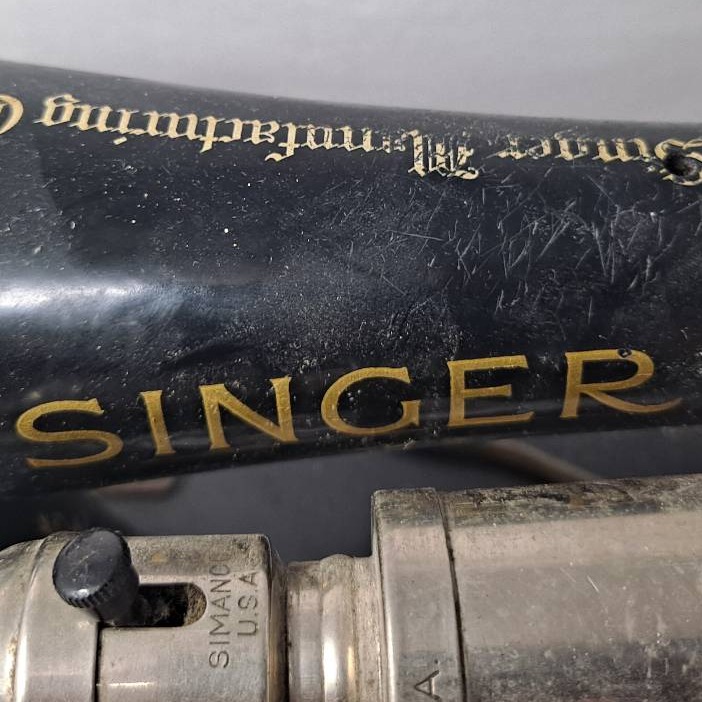 Singer Manufacturing C
SINGER
SIMANCO
U.S.A
A.